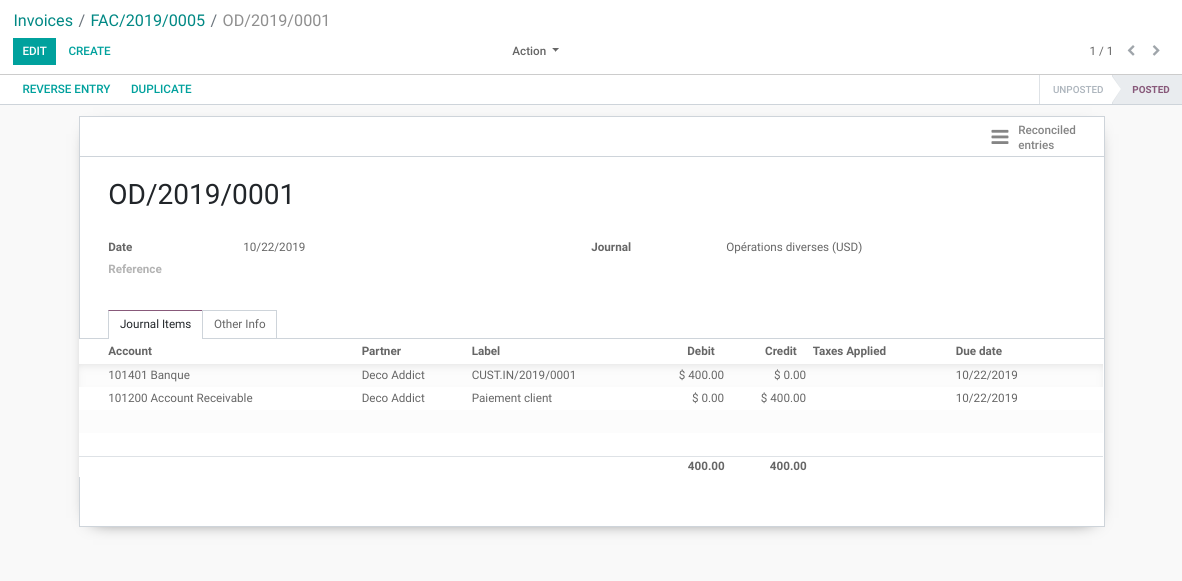 Invoices / FAC/2019/0005 / OD/2019/0001
EDIT CREATE Action 1 / 1
REVERSE ENTRY DUPLICATE UNPOSTED POSTED
Reconciled
entries
OD/2019/0001
Date 10/22/2019 Journal Opérations diverses (USD)
Reference
Journal Items Other Info
Account Partner Label Debit Credit Taxes Applied Due date
101401 Banque Deco Addict CUST.IN/2019/0001 $ 400.00 $ 0.00 10/22/2019
101200 Account Receivable Deco Addict Paiement client $ 0.00 $ 400.00 10/22/2019
400.00 400.00